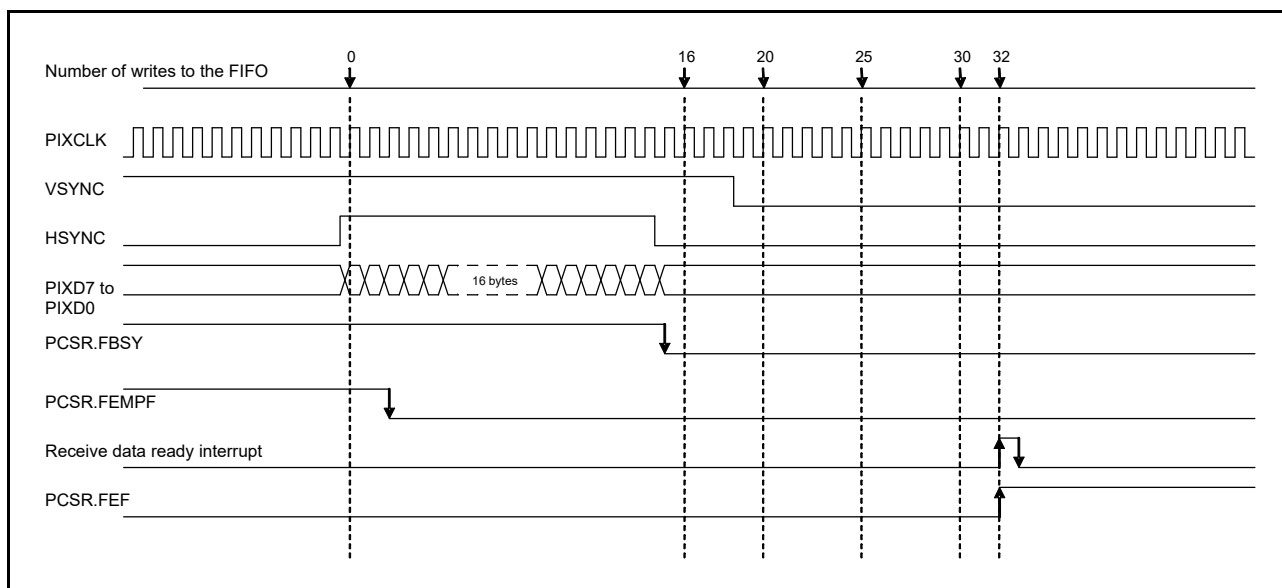 0 16 20 25 30 32
Number of writes to the FIFO
PIXCLK
VSYNC
HSYNC
16 bytes
PIXD7 to
PIXD0
PCSR.FBSY
PCSR.FEMPF
Receive data ready interrupt
PCSR.FEF